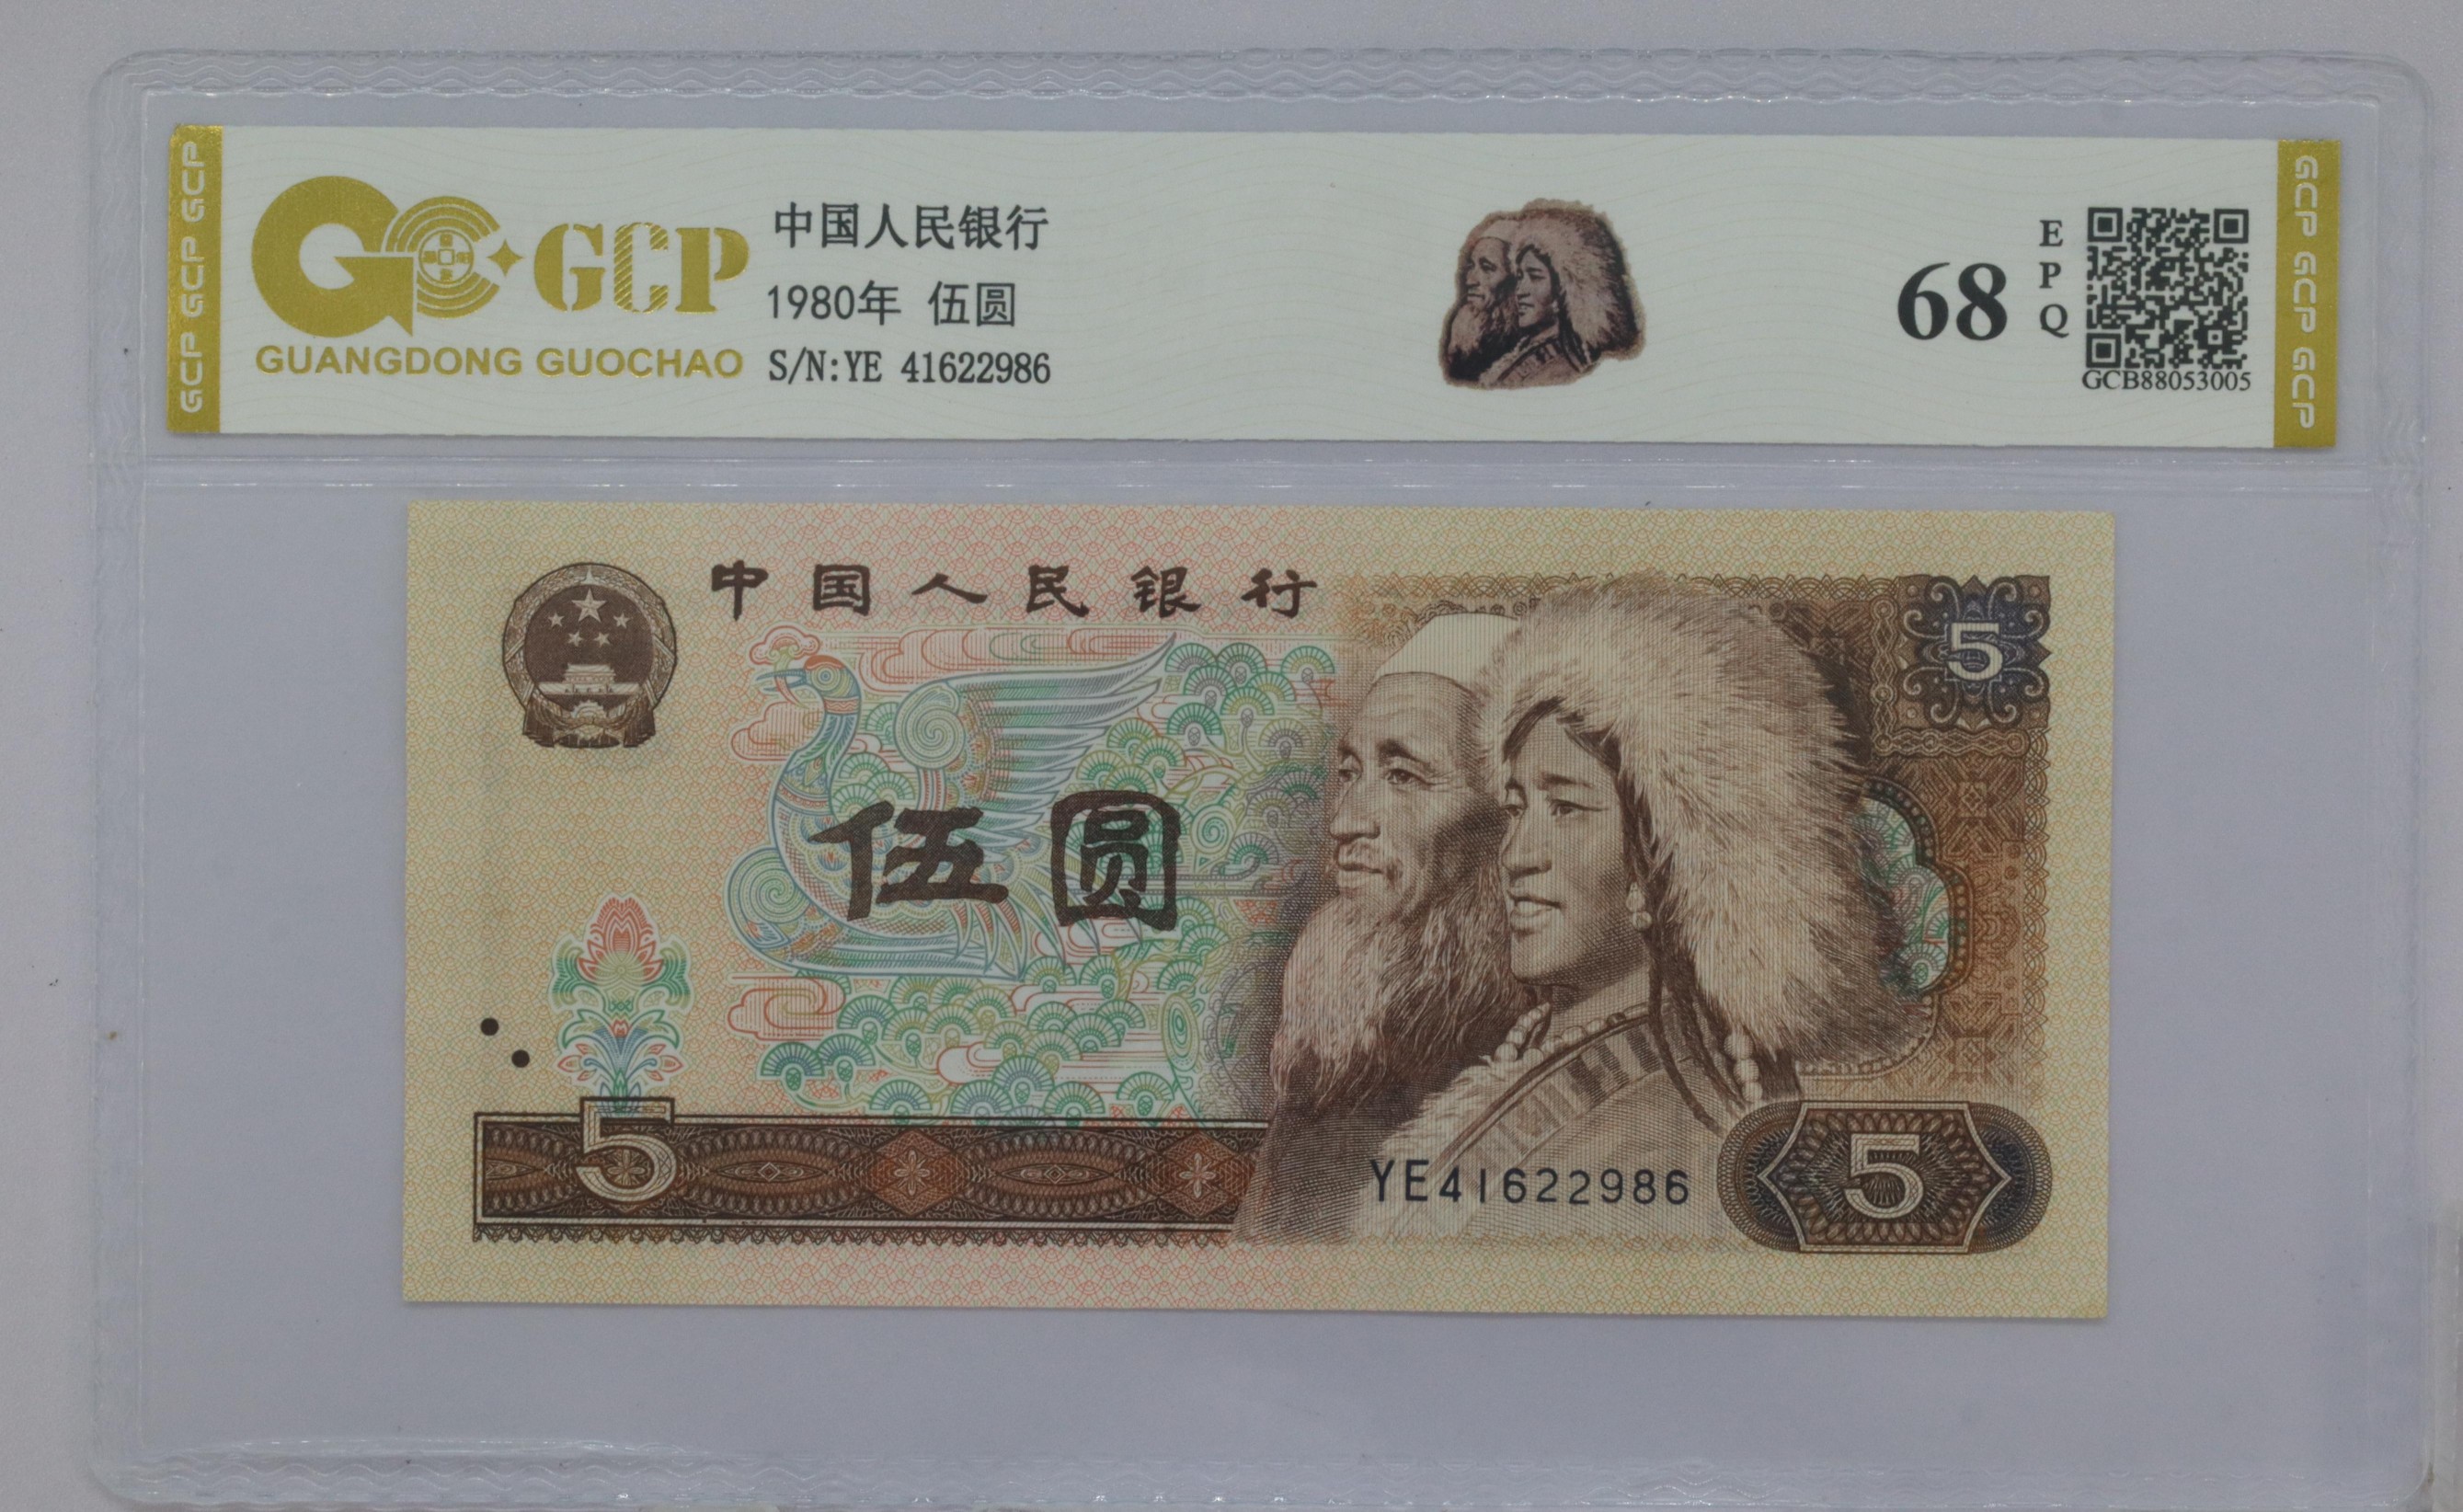 GCP GCP GCP
GCP
GUANGDONG GUOCHAO
中国人民银行
1980年 伍圆
S/N:YE 41622986
68
EPQ
GCB88053005
GCP GCP GCP
中国人民银行
5
伍圆
5
YE41622986
5